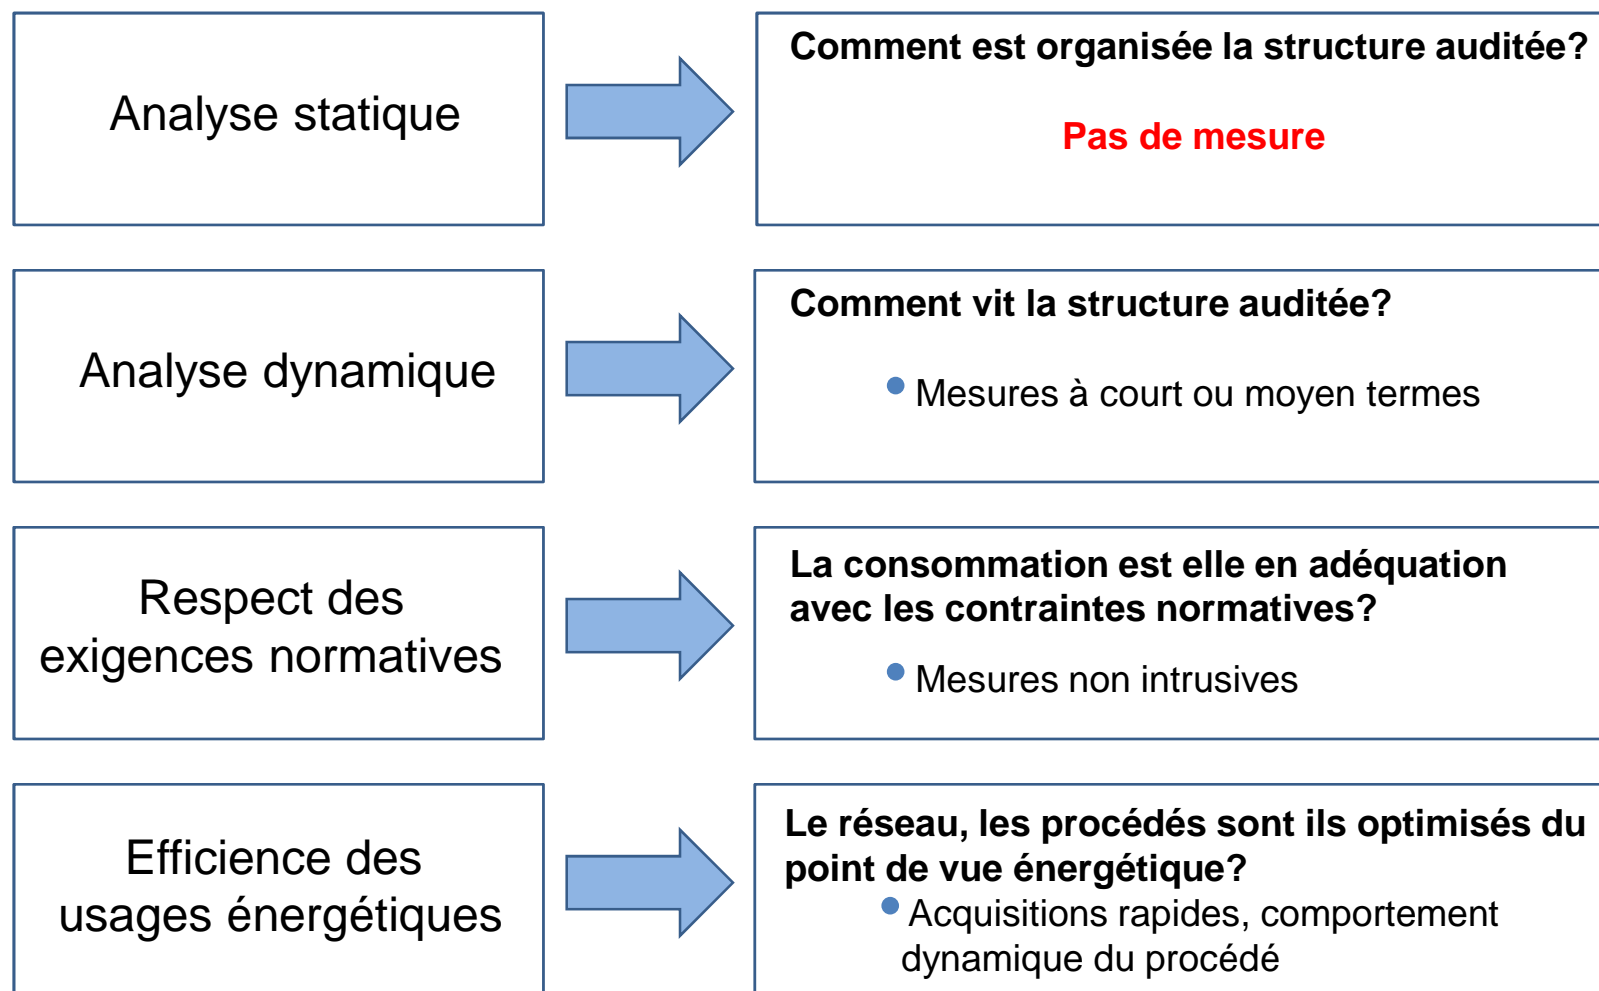 Analyse statique
Comment est organisée la structure auditée?
Pas de mesure
Analyse dynamique
Comment vit la structure auditée?
• Mesures à court ou moyen termes
Respect des
exigences normatives
La consommation est elle en adéquation
avec les contraintes normatives?
• Mesures non intrusives
Efficience des
usages énergétiques
Le réseau, les procédés sont ils optimisés du
point de vue énergétique?
• Acquisitions rapides, comportement
dynamique du procédé